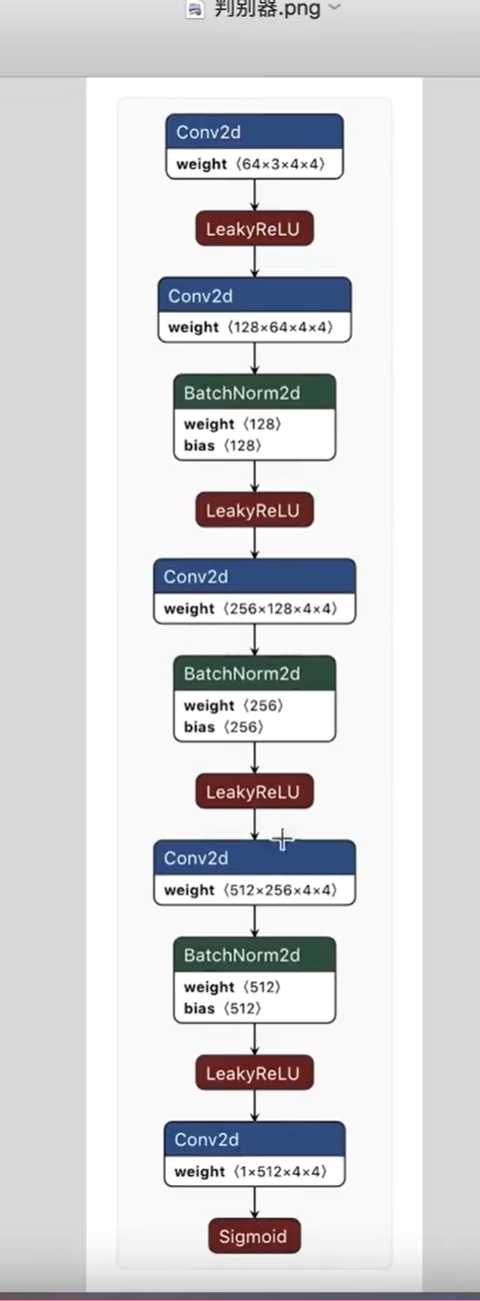 判别器.png
Conv2d
weight ⟨64×3×4×4⟩
LeakyReLU
Conv2d
weight ⟨128×64×4×4⟩
BatchNorm2d
weight ⟨128⟩
bias ⟨128⟩
LeakyReLU
Conv2d
weight ⟨256×128×4×4⟩
BatchNorm2d
weight ⟨256⟩
bias ⟨256⟩
LeakyReLU
Conv2d
weight ⟨512×256×4×4⟩
BatchNorm2d
weight ⟨512⟩
bias ⟨512⟩
LeakyReLU
Conv2d
weight ⟨1×512×4×4⟩
Sigmoid